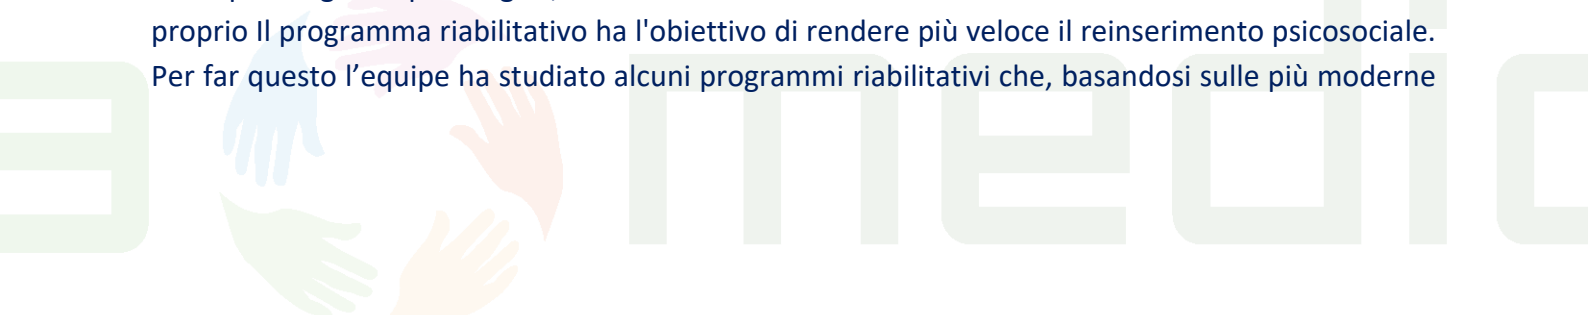 proprio Il programma riabilitativo ha l'obiettivo di rendere più veloce il reinserimento psicosociale.
Per far questo l’equipe ha studiato alcuni programmi riabilitativi che, basandosi sulle più moderne